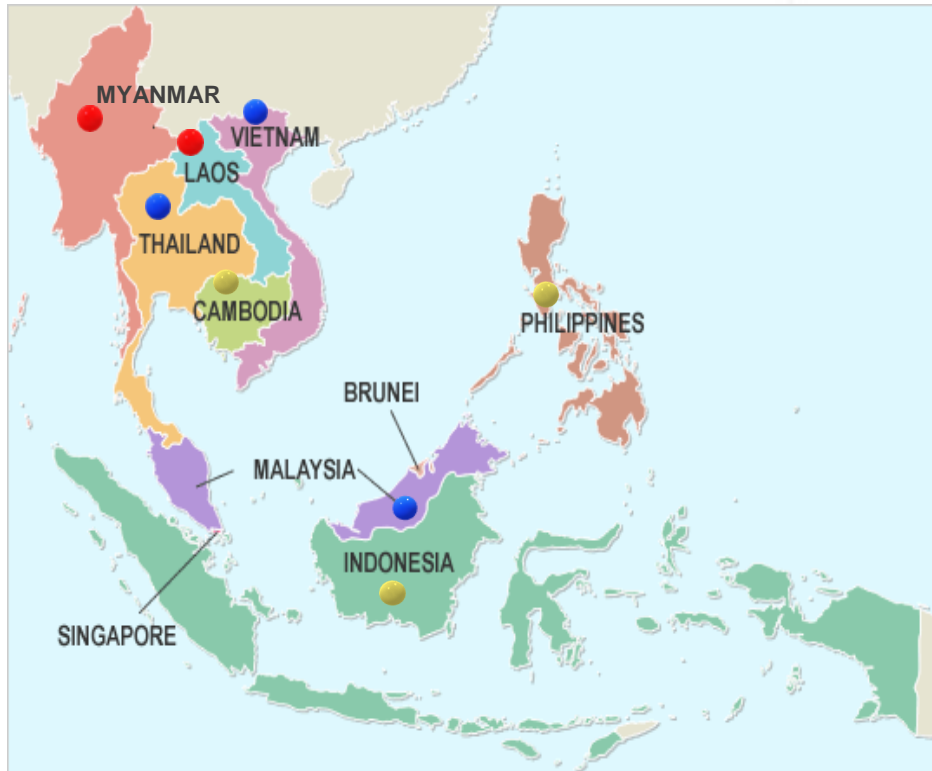 MYANMAR
VIETNAM
LAOS
THAILAND
CAMBODIA
PHILIPPINES
BRUNEI
MALAYSIA
INDONESIA
SINGAPORE